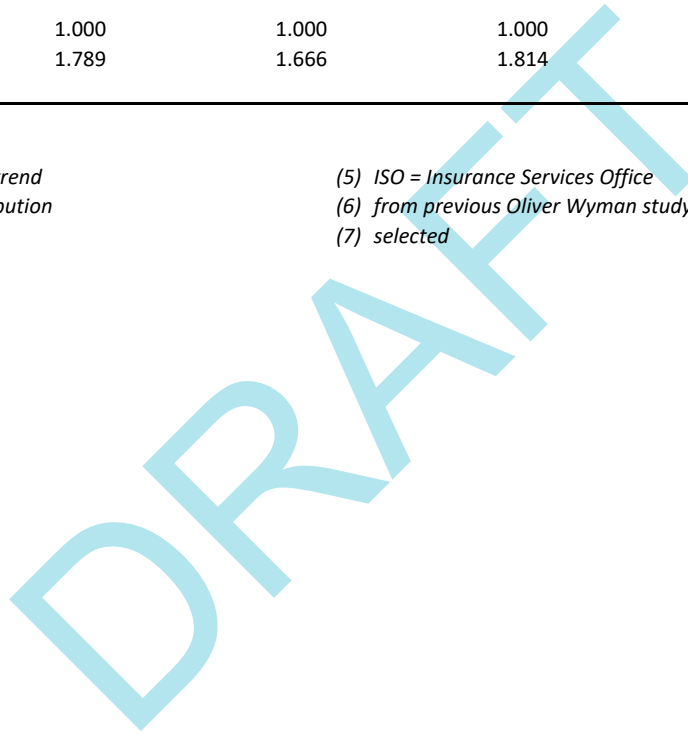 1.000 1.000 1.000
1.789 1.666 1.814
(5) ISO = Insurance Services Office
(6) from previous Oliver Wyman study
(7) selected
DRAFT